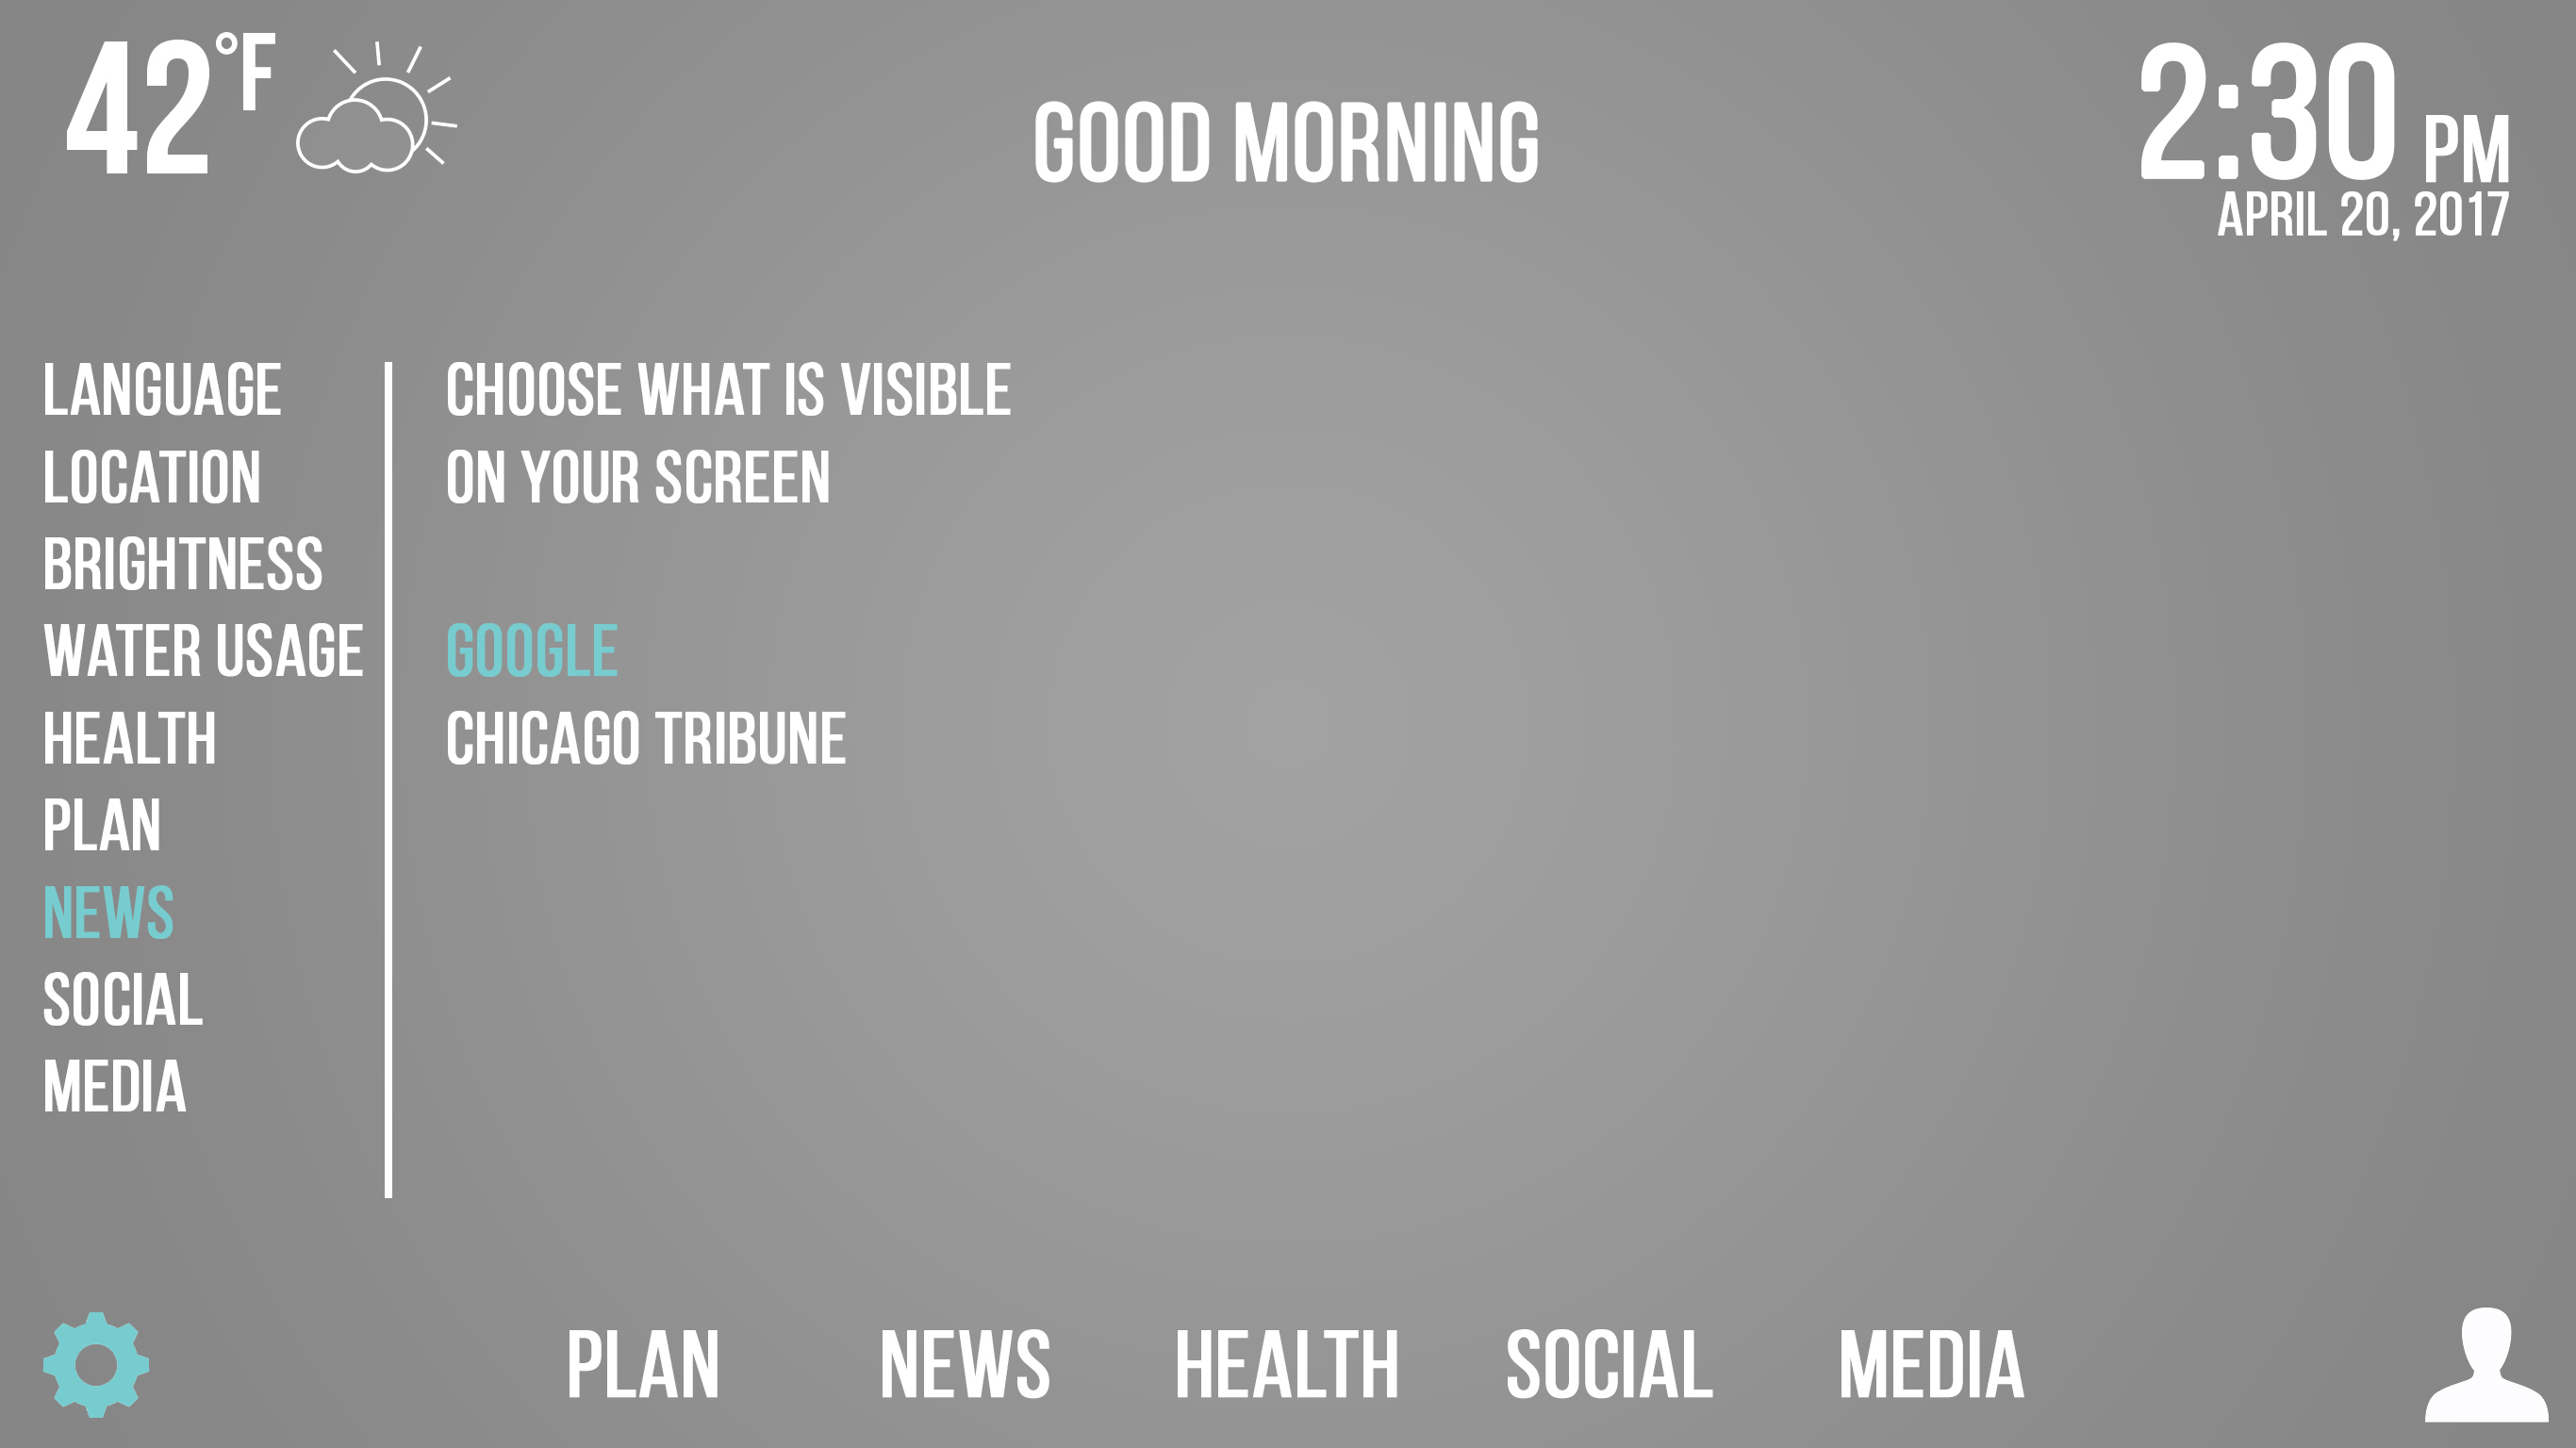 42°F
GOOD MORNING
2:30 PM
APRIL 20, 2017
LANGUAGE
LOCATION
BRIGHTNESS
WATER USAGE
HEALTH
PLAN
NEWS
SOCIAL
MEDIA
CHOOSE WHAT IS VISIBLE
ON YOUR SCREEN
GOOGLE
CHICAGO TRIBUNE
PLAN NEWS HEALTH SOCIAL MEDIA